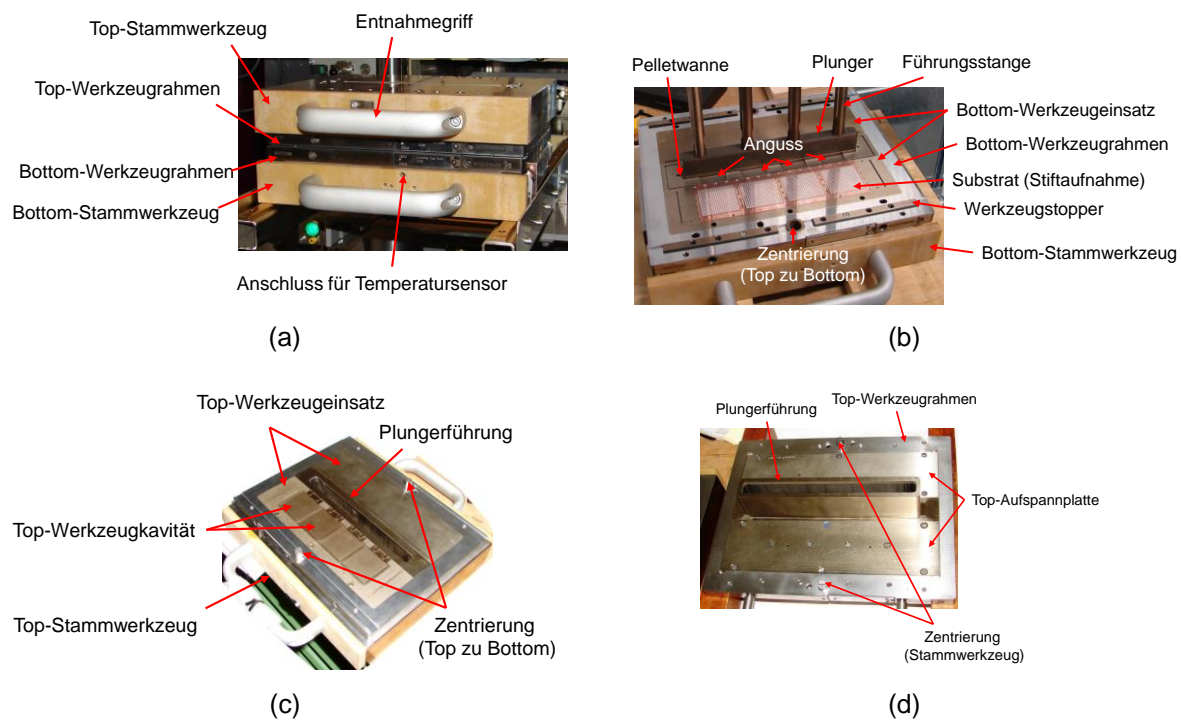 Top-Stammwerkzeug
Entnahmegriff
Top-Werkzeugrahmen
Bottom-Werkzeugrahmen
Bottom-Stammwerkzeug
Anschluss für Temperatursensor
(a)
Pelletwanne
Plunger
Führungsstange
Bottom-Werkzeugeinsatz
Anguss
Bottom-Werkzeugrahmen
Substrat (Stiftaufnahme)
Werkzeugstopper
Zentrierung
(Top zu Bottom)
Bottom-Stammwerkzeug
(b)
Top-Werkzeugeinsatz
Plungerführung
Top-Werkzeugkavität
Top-Stammwerkzeug
Zentrierung
(Top zu Bottom)
(c)
Plungerführung
Top-Werkzeugrahmen
Top-Aufspannplatte
Zentrierung
(Stammwerkzeug)
(d)